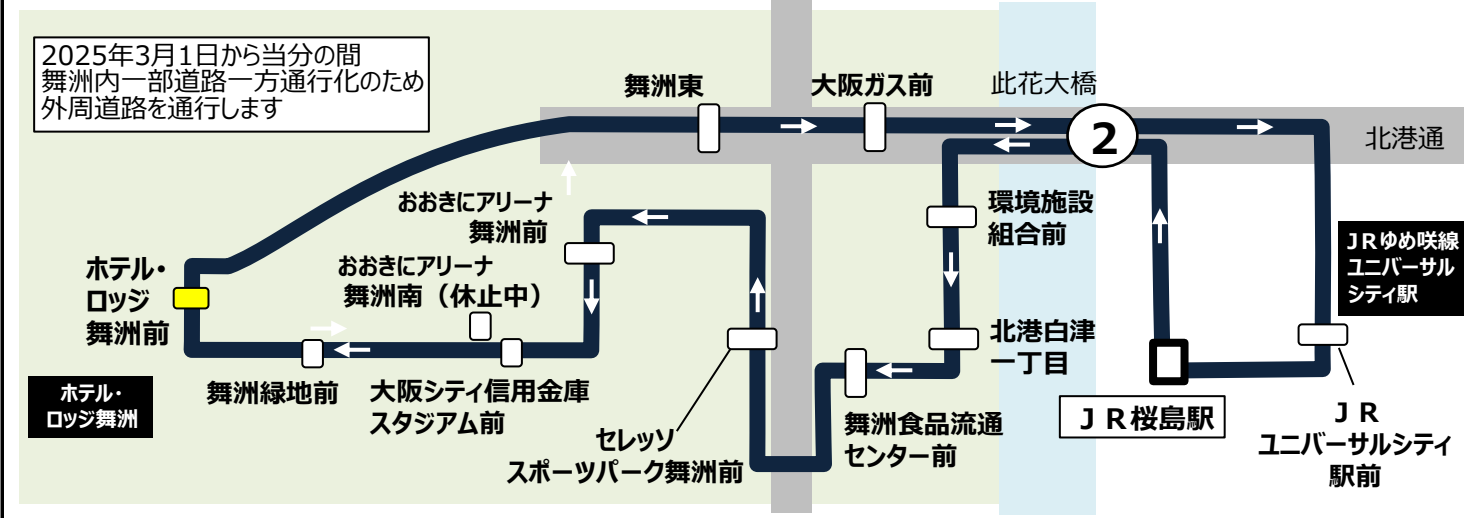 2025年3月1日から当分の間
舞洲内一部道路一方通行化のため
外周道路を通行します
舞洲東
大阪ガス前
此花大橋
2
北港通
おおきにアリーナ
舞洲前
環境施設
組合前
JRゆめ咲線
ユニバーサル
シティ駅
ホテル・
ロッジ
舞洲前
おおきにアリーナ
舞洲南（休止中）
北港白津
一丁目
ホテル・
ロッジ舞洲
舞洲緑地前
大阪シティ信用金庫
スタジアム前
セレッソ
スポーツパーク舞洲前
舞洲食品流通
センター前
ＪＲ桜島駅
ＪＲ
ユニバーサルシティ
駅前